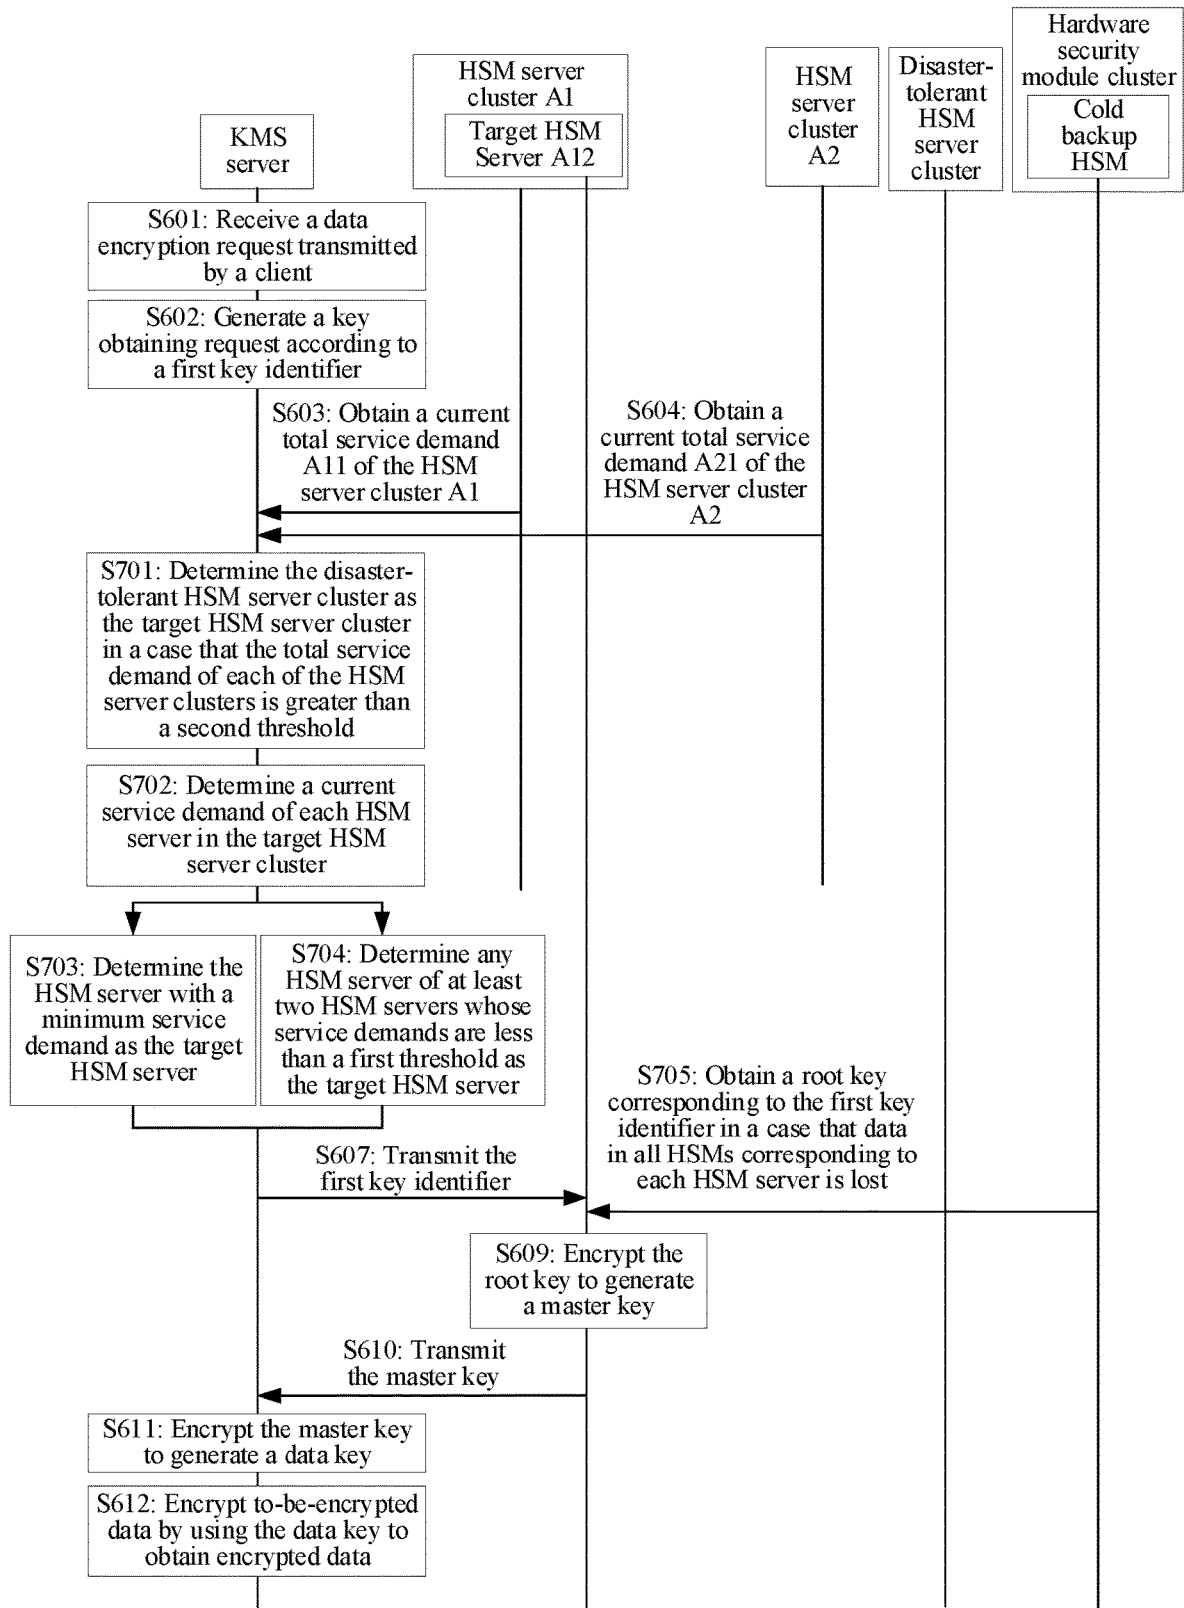 KMS
server
HSM server
cluster A1
Target HSM
Server A12
HSM
server
cluster
A2
Disaster-
tolerant
HSM
server
cluster
Hardware
security
module cluster
Cold
backup
HSM
S601: Receive a data
encryption request transmitted
by a client
S602: Generate a key
obtaining request according to
a first key identifier
S603: Obtain a current
total service demand
A11 of the HSM
server cluster A1
S604: Obtain a
current total service
demand A21 of the
HSM server cluster
A2
S701: Determine the disaster-
tolerant HSM server cluster as
the target HSM server cluster
in a case that the total service
demand of each of the HSM
server clusters is greater than
a second threshold
S702: Determine a current
service demand of each HSM
server in the target HSM
server cluster
S703: Determine the
HSM server with a
minimum service
demand as the target
HSM server
S704: Determine any
HSM server of at least
two HSM servers whose
service demands are less
than a first threshold as
the target HSM server
S705: Obtain a root key
corresponding to the first key
identifier in a case that data
in all HSMs corresponding to
each HSM server is lost
S607: Transmit the
first key identifier
S609: Encrypt the
root key to generate
a master key
S610: Transmit
the master key
S611: Encrypt the master key
to generate a data key
S612: Encrypt to-be-encrypted
data by using the data key to
obtain encrypted data